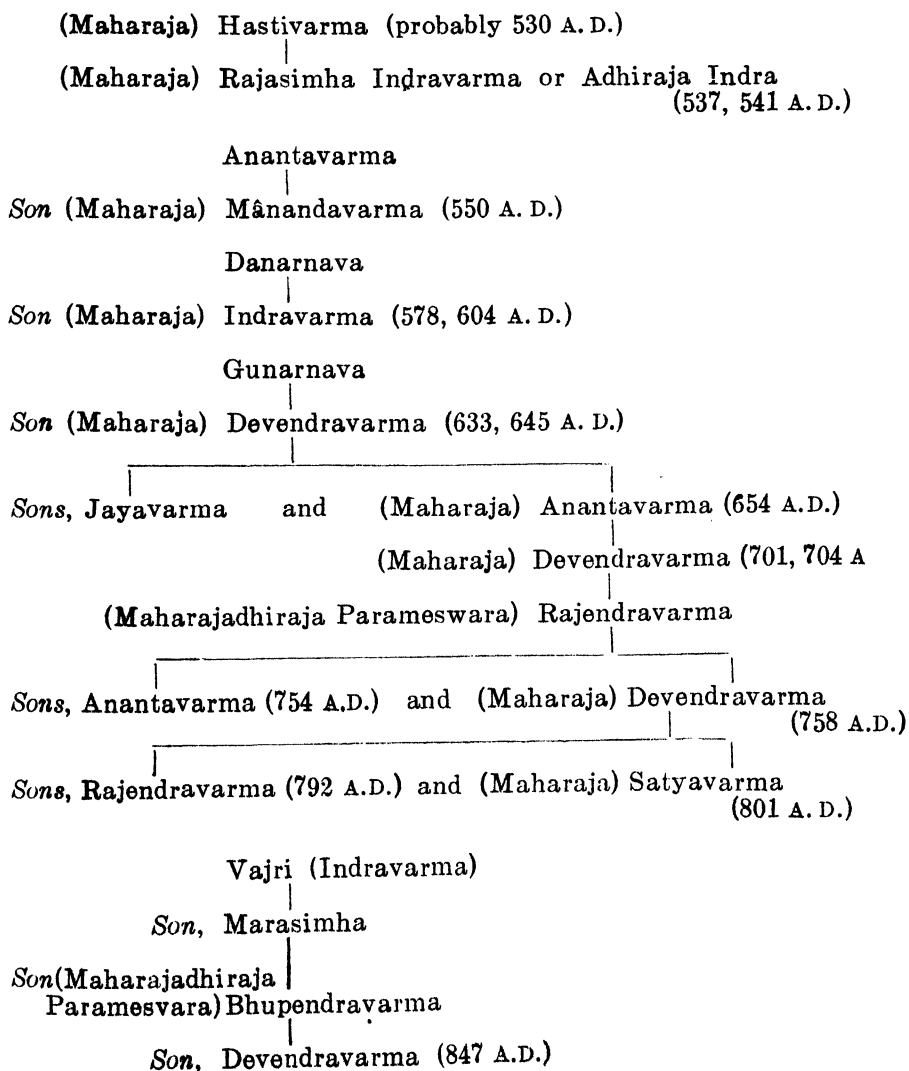 (Maharaja) Hastivarma (probably 530 A. D.)
(Maharaja) Rajasimha Indravarma or Adhiraja Indra
(537, 541 A. D.)
Anantavarma
Son (Maharaja) Mânandavarma (550 A. D.)
Danarnava
Son (Maharaja) Indravarma (578, 604 A. D.)
Gunarnava
Son (Maharaja) Devendravarma (633, 645 A. D.)
Sons, Jayavarma and (Maharaja) Anantavarma (654 A.D.)
(Maharaja) Devendravarma (701, 704 A
(Maharajadhiraja Parameswara) Rajendravarma
Sons, Anantavarma (754 A.D.) and (Maharaja) Devendravarma
(758 A.D.)
Sons, Rajendravarma (792 A.D.) and (Maharaja) Satyavarma
(801 A. D.)
Vajri (Indravarma)
Son, Marasimha
Son(Maharajadhiraja
Paramesvara) Bhupendravarma
Son, Devendravarma (847 A.D.)